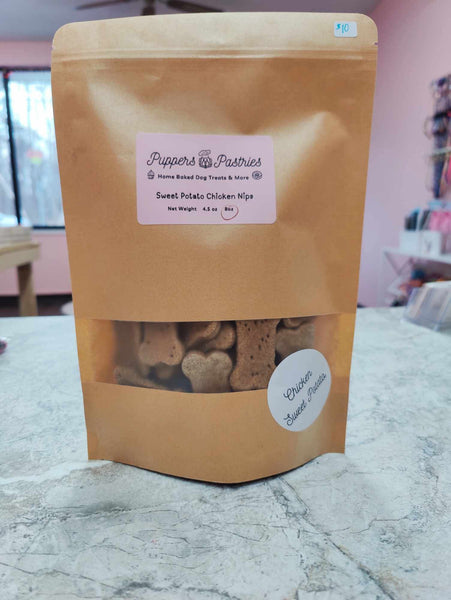 $10
Puppers Pastries
Home Baked Dog Treats & More
Sweet Potato Chicken Nips
Net Weight 4.5 oz 8oz
Chicken
Sweet Potato